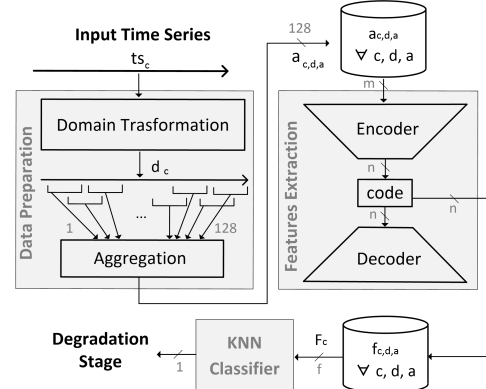 Input Time Series
ts_c
Data Preparation
Domain Trasformation
d_c
1
...
128
Aggregation
128
a_c,d,a
a_c,d,a
∀ c, d, a
m
Features Extraction
Encoder
n
code
n
n
Decoder
Degradation
Stage
1
KNN
Classifier
F_c
f
f_c,d,a
∀ c, d, a